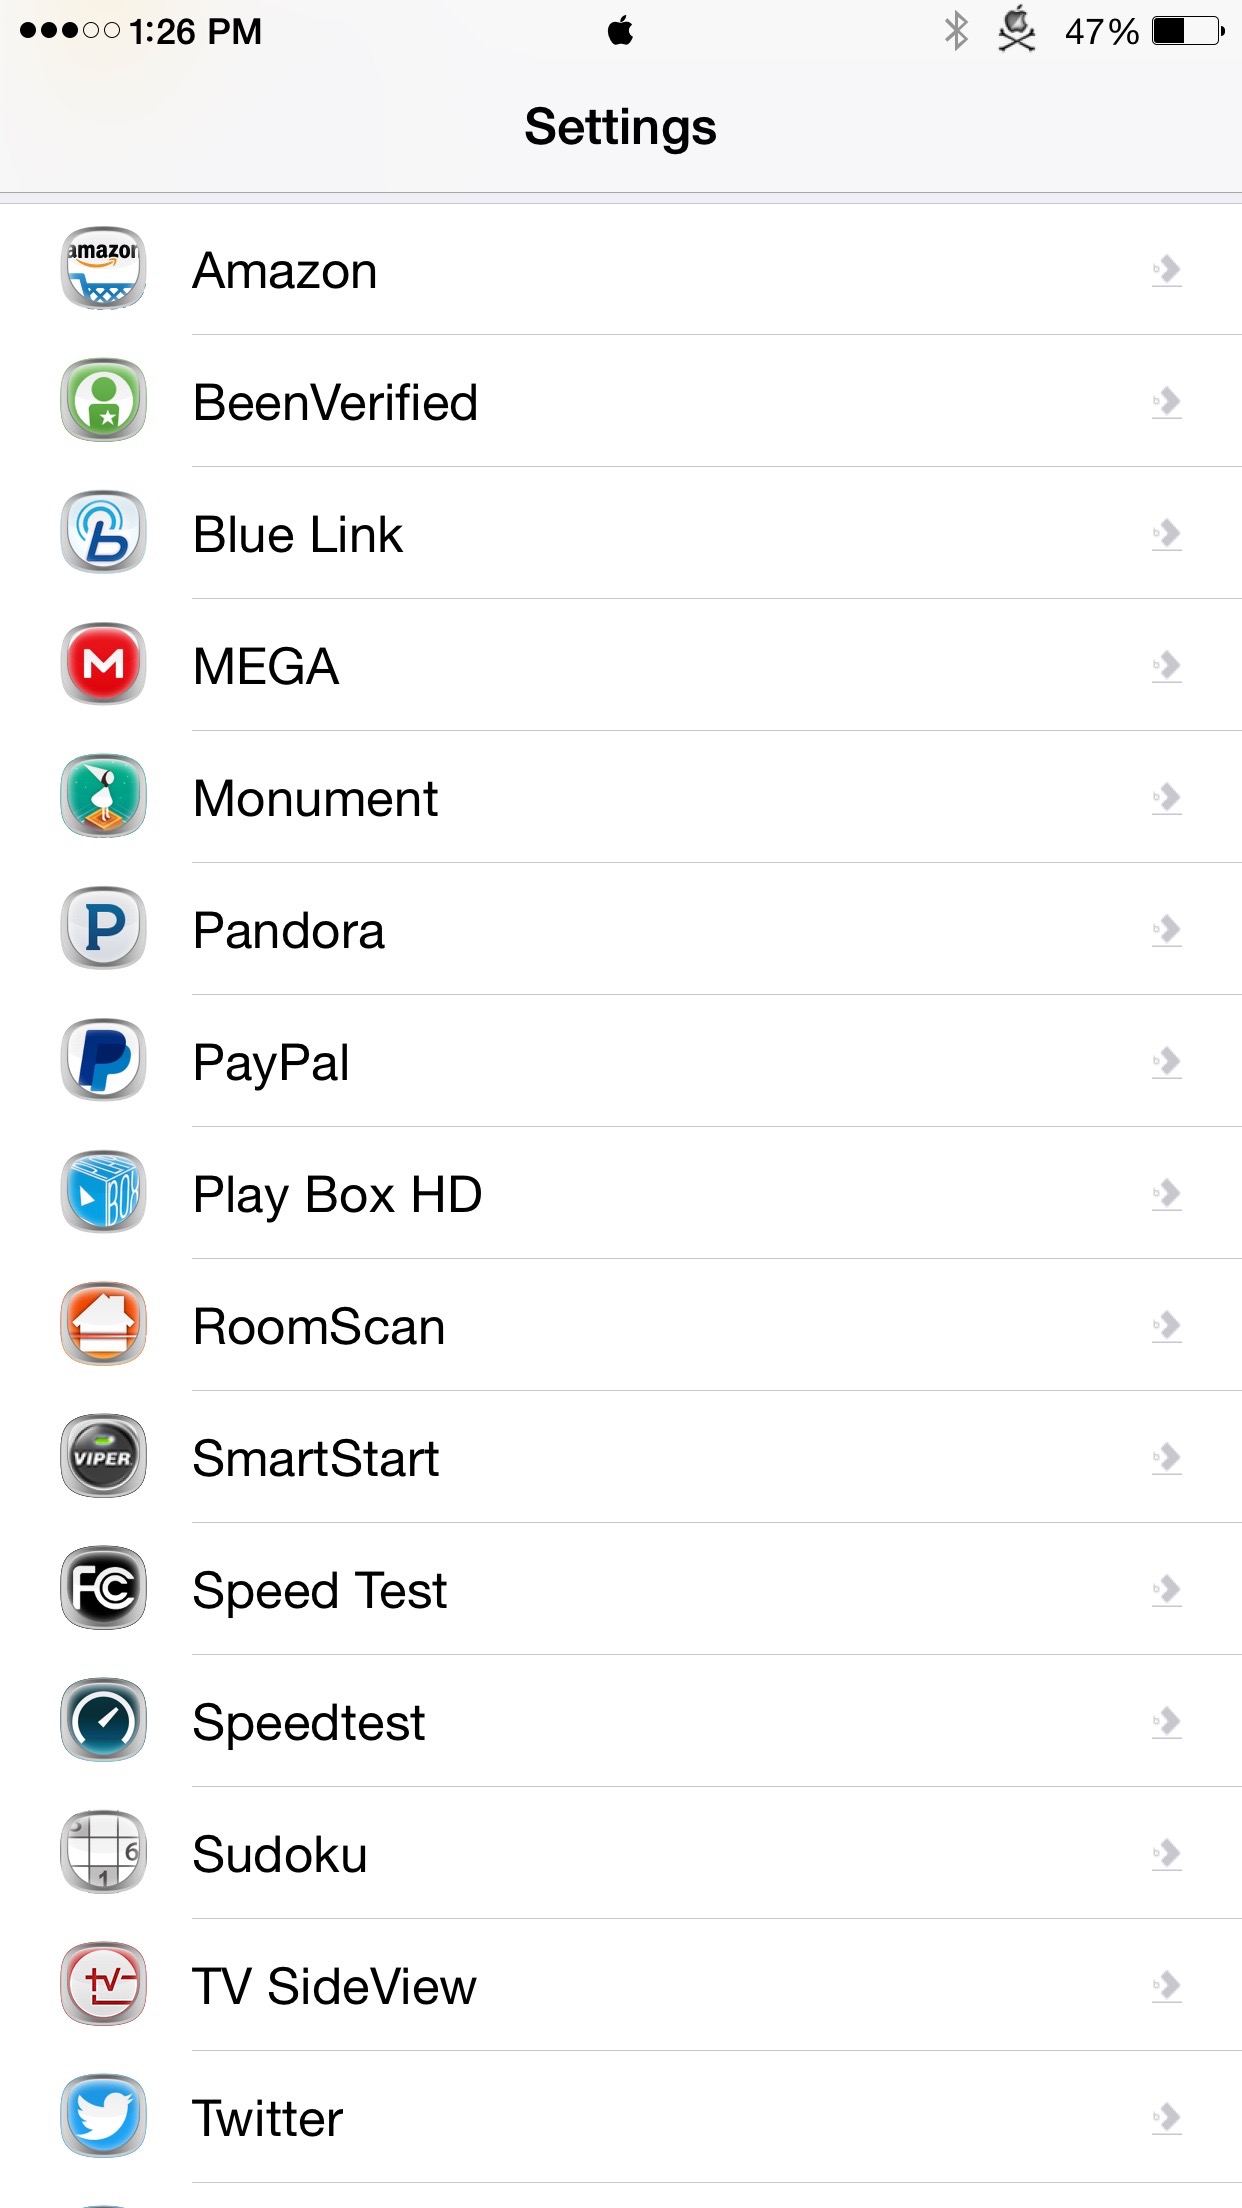 1:26 PM 47%
Settings
amazon
Amazon
BeenVerified
b
Blue Link
M
MEGA
Monument
P
Pandora
P
PayPal
BOX
Play Box HD
RoomScan
VIPER
SmartStart
FC
Speed Test
Speedtest
6
1
Sudoku
tv
TV SideView
Twitter